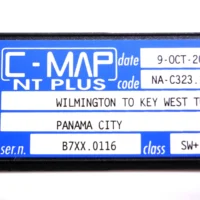 C-MAP date 9-OCT-20
NT PLUS code NA-C323.
WILMINGTON TO KEY WEST
PANAMA CITY
ser.n. B7XX.0116 class SW+